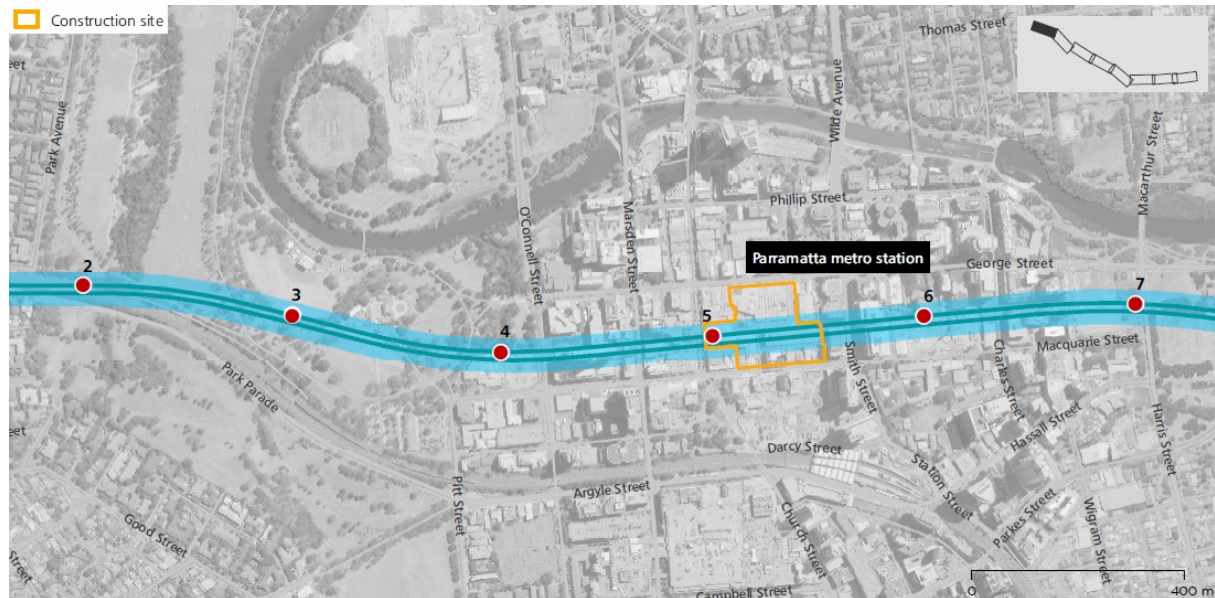 Construction site
Thomas Street
Park Avenue
Wilde Avenue
Macarthur Street
Phillip Street
O'Connell Street
Marsden Street
Parramatta metro station
George Street
2
3
4
5
6
7
Macquarie Street
Smith Street
Charles Street
Park Parade
Hassall Street
Harris Street
Darcy Street
Station Street
Argyle Street
Pitt Street
Church Street
Parkes Street
Wigram Street
Good Street
Campbell Street
0 400 m